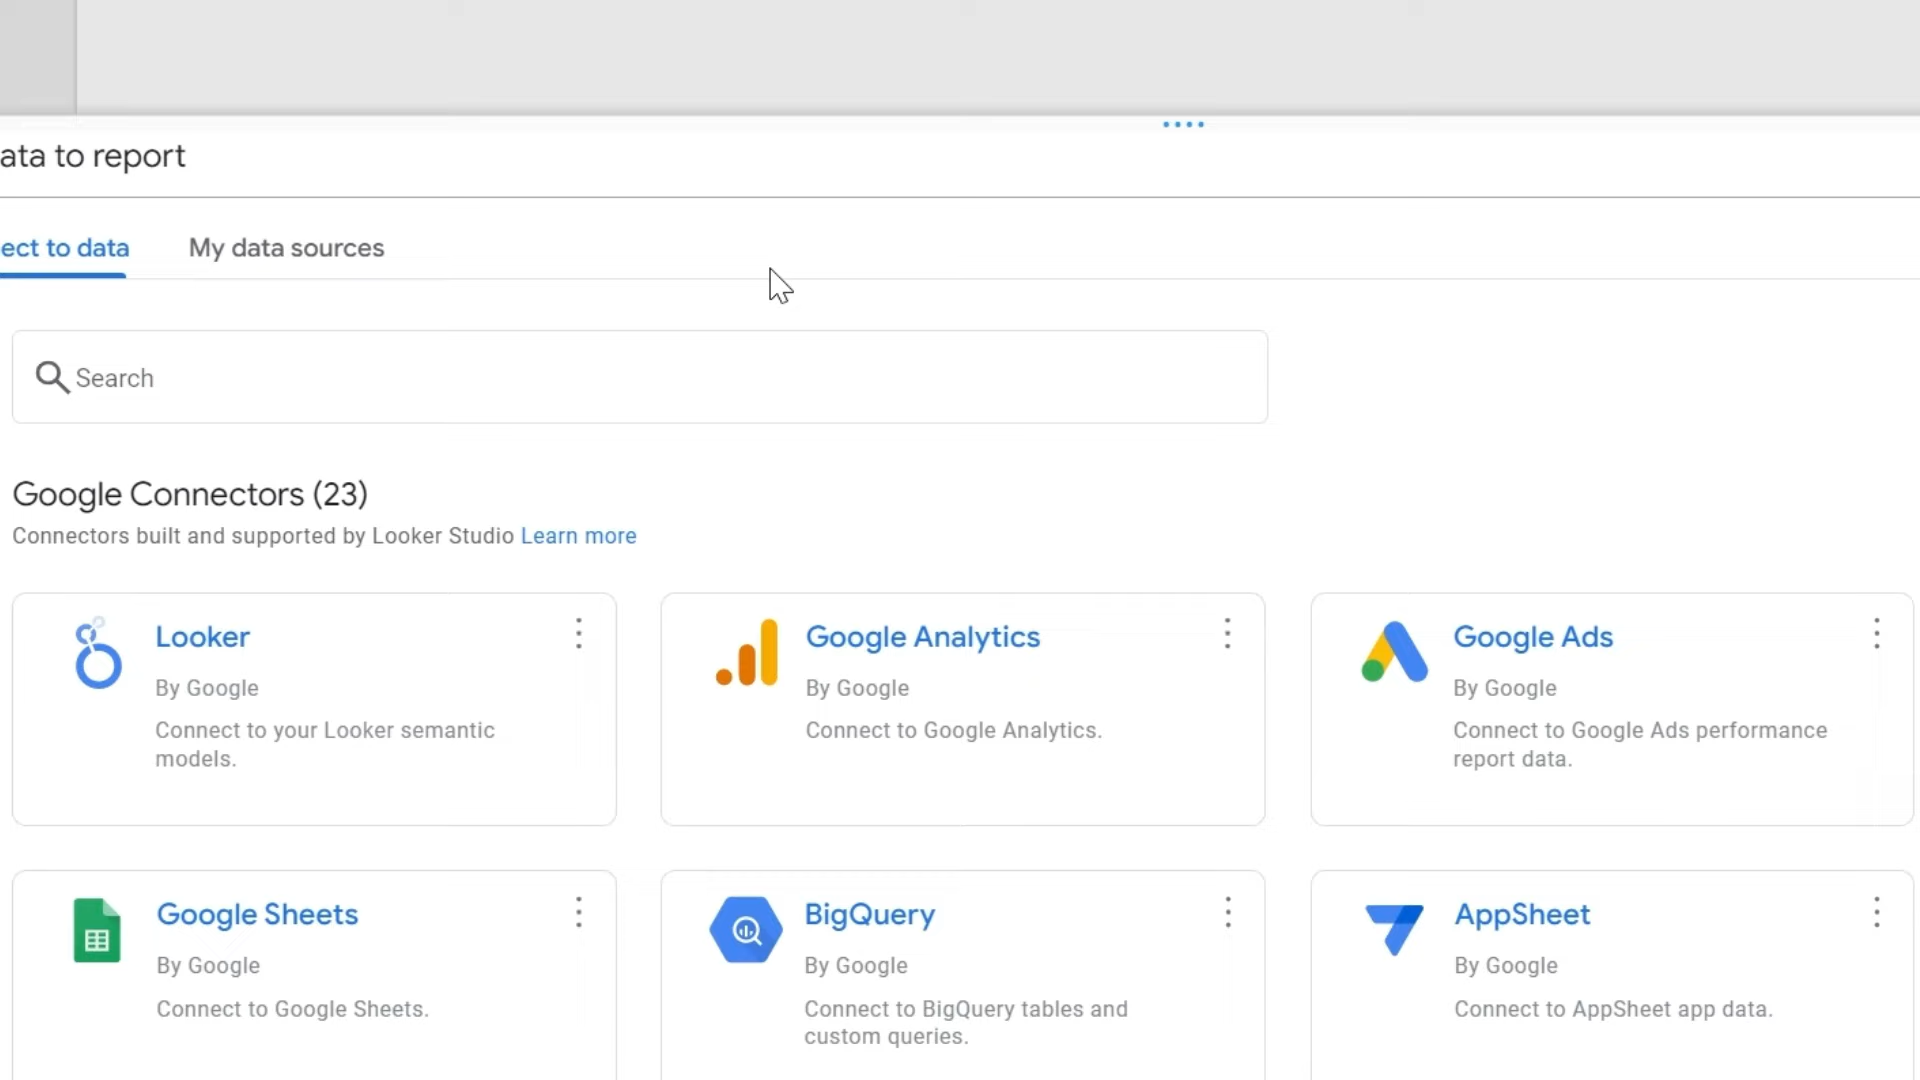 ata to report
ect to data
My data sources
Search
Google Connectors (23)
Connectors built and supported by Looker Studio Learn more
Looker
By Google
Connect to your Looker semantic
models.
Google Analytics
By Google
Connect to Google Analytics.
Google Ads
By Google
Connect to Google Ads performance
report data.
Google Sheets
By Google
Connect to Google Sheets.
BigQuery
By Google
Connect to BigQuery tables and
custom queries.
AppSheet
By Google
Connect to AppSheet app data.